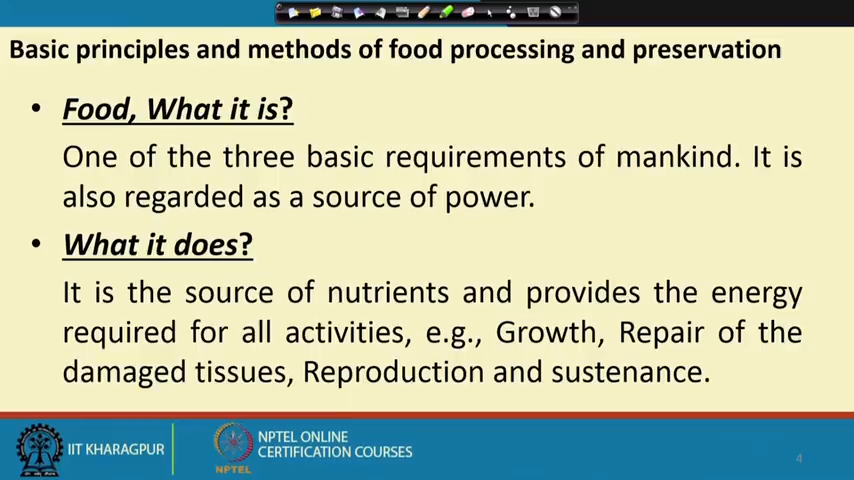 Basic principles and methods of food processing and preservation
• Food, What it is?
One of the three basic requirements of mankind. It is
also regarded as a source of power.
• What it does?
It is the source of nutrients and provides the energy
required for all activities, e.g., Growth, Repair of the
damaged tissues, Reproduction and sustenance.
IIT KHARAGPUR
NPTEL
NPTEL ONLINE
CERTIFICATION COURSES
4